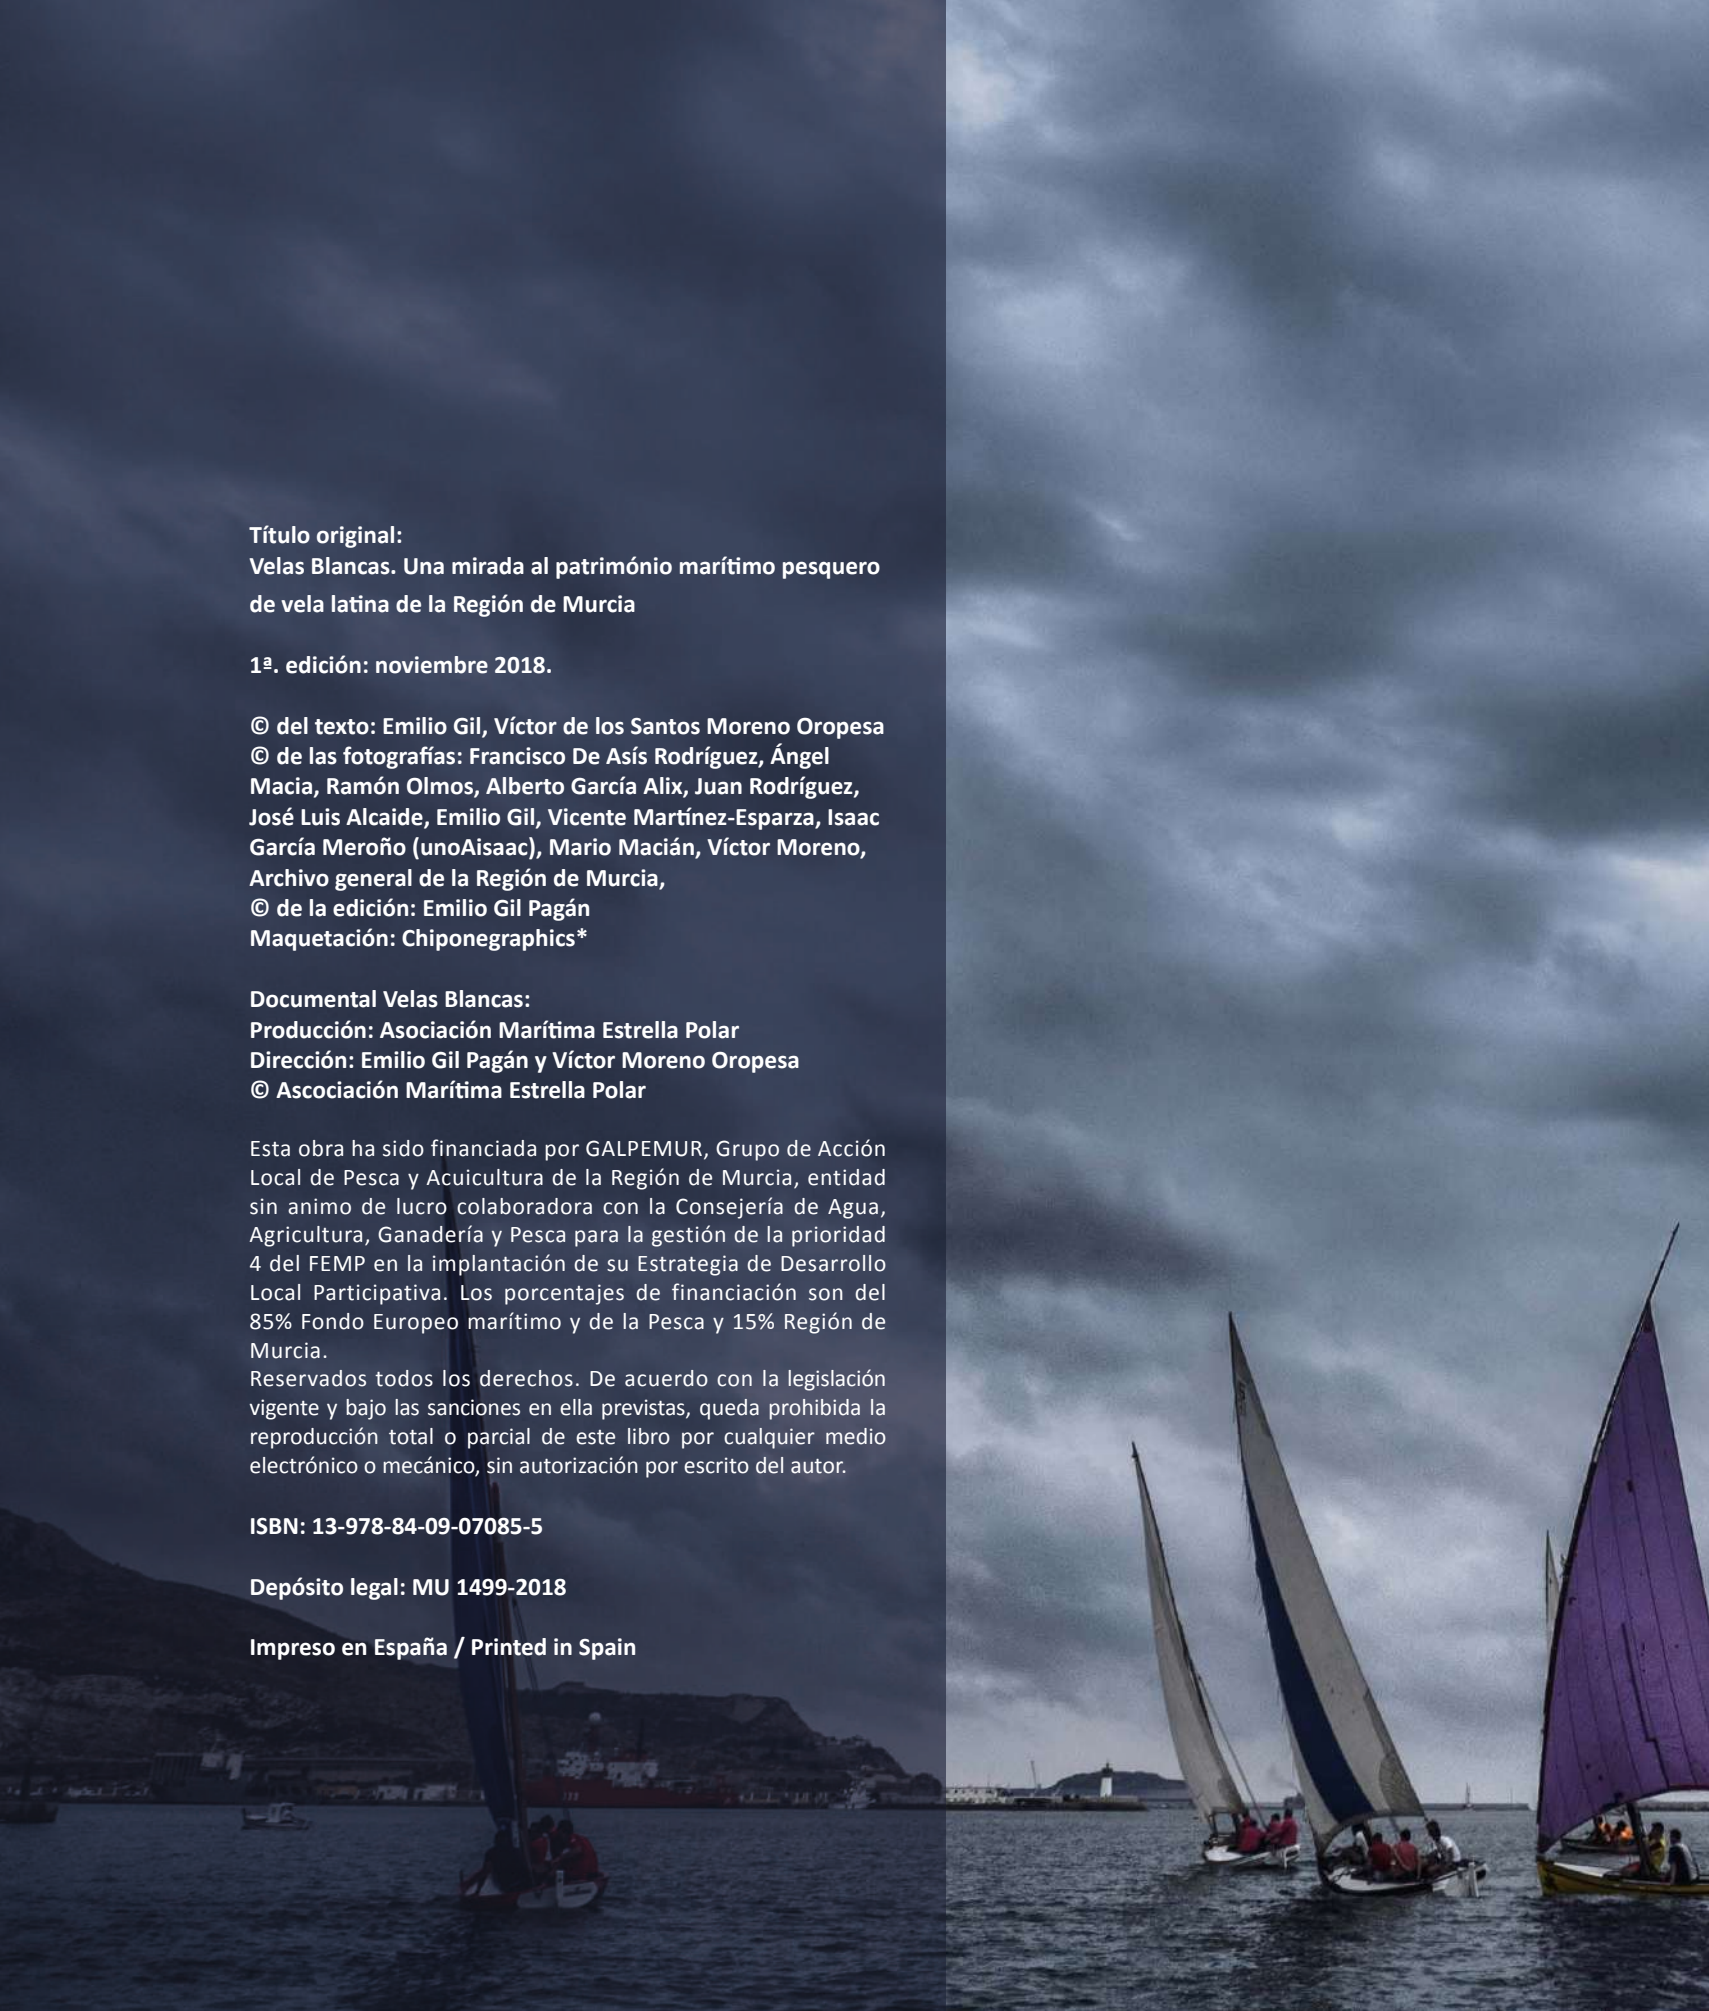 Título original:
Velas Blancas. Una mirada al património marítimo pesquero
de vela latina de la Región de Murcia
1ª. edición: noviembre 2018.
© del texto: Emilio Gil, Víctor de los Santos Moreno Oropesa
© de las fotografías: Francisco De Asís Rodríguez, Ángel
Macia, Ramón Olmos, Alberto García Alix, Juan Rodríguez,
José Luis Alcaide, Emilio Gil, Vicente Martínez-Esparza, Isaac
García Meroño (unoAisaac), Mario Macián, Víctor Moreno,
Archivo general de la Región de Murcia,
© de la edición: Emilio Gil Pagán
Maquetación: Chiponegraphics*
Documental Velas Blancas:
Producción: Asociación Marítima Estrella Polar
Dirección: Emilio Gil Pagán y Víctor Moreno Oropesa
© Ascociación Marítima Estrella Polar
Esta obra ha sido financiada por GALPEMUR, Grupo de Acción
Local de Pesca y Acuicultura de la Región de Murcia, entidad
sin animo de lucro colaboradora con la Consejería de Agua,
Agricultura, Ganadería y Pesca para la gestión de la prioridad
4 del FEMP en la implantación de su Estrategia de Desarrollo
Local Participativa. Los porcentajes de financiación son del
85% Fondo Europeo marítimo y de la Pesca y 15% Región de
Murcia.
Reservados todos los derechos. De acuerdo con la legislación
vigente y bajo las sanciones en ella previstas, queda prohibida la
reproducción total o parcial de este libro por cualquier medio
electrónico o mecánico, sin autorización por escrito del autor.
ISBN: 13-978-84-09-07085-5
Depósito legal: MU 1499-2018
Impreso en España / Printed in Spain